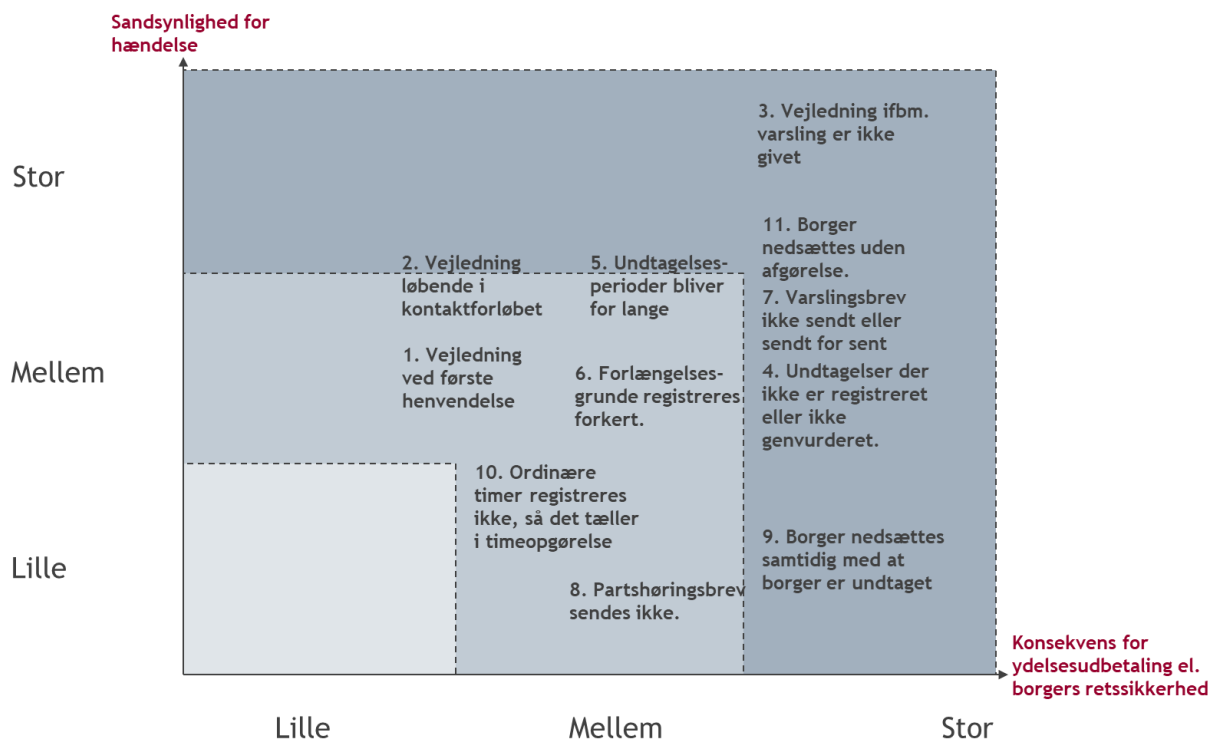 Sandsynlighed for
hændelse
Stor
Mellem
Lille
3. Vejledning ifbm.
varsling er ikke
givet
11. Borger
nedsættes uden
afgørelse.
2. Vejledning
løbende i
kontaktforløbet
5. Undtagelses-
perioder bliver
for lange
7. Varslingsbrev
ikke sendt eller
sendt for sent
1. Vejledning
ved første
henvendelse
6. Forlængelses-
grunde registreres
forkert.
4. Undtagelser der
ikke er registreret
eller ikke
genvurderet.
10. Ordinære
timer registreres
ikke, så det tæller
i timeopgørelse
9. Borger nedsættes
samtidig med at
borger er undtaget
8. Partshøringsbrev
sendes ikke.
Konsekvens for
ydelsesudbetaling el.
borgers retssikkerhed
Lille
Mellem
Stor